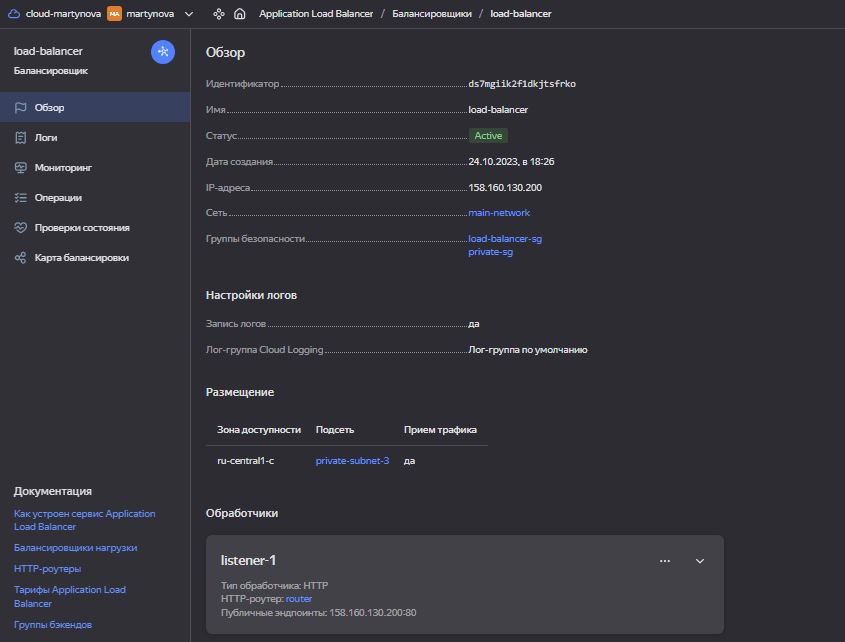 cloud-martynova MA martynova Application Load Balancer / Балансировщики / load-balancer
load-balancer
Балансировщик
Обзор
Логи
Мониторинг
Операции
Проверки состояния
Карта балансировки
Документация
Как устроен сервис Application
Load Balancer
Балансировщики нагрузки
HTTP-роутеры
Тарифы Application Load
Balancer
Группы бэкендов
Обзор
Идентификатор ds7mgiik2f1dkjtsfrko
Имя load-balancer
Статус Active
Дата создания 24.10.2023, в 18:26
IP-адреса 158.160.130.200
Сеть main-network
Группы безопасности load-balancer-sg
private-sg
Настройки логов
Запись логов да
Лог-группа Cloud Logging Лог-группа по умолчанию
Размещение
Зона доступности Подсеть Прием трафика
ru-central1-c private-subnet-3 да
Обработчики
listener-1
Тип обработчика: HTTP
HTTP-роутер: router
Публичные эндпоинты: 158.160.130.200:80